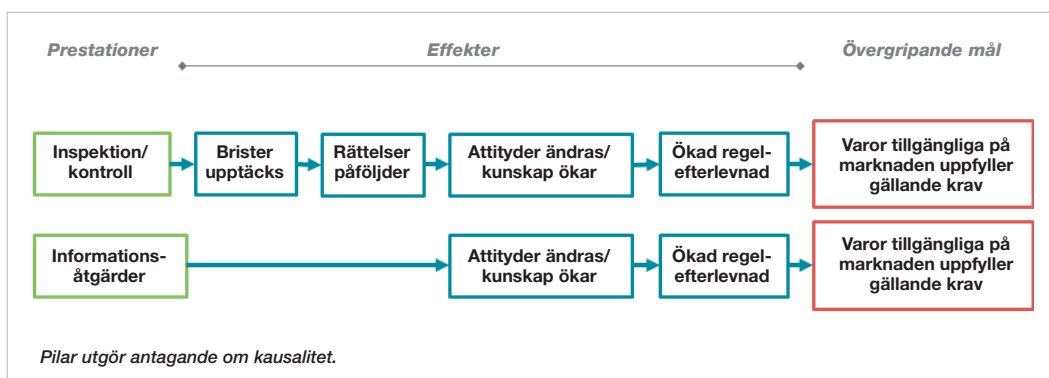 Prestationer
Effekter
Övergripande mål
Inspektion/
kontroll
Brister
upptäcks
Rättelser
påföljder
Attityder ändras/
kunskap ökar
Ökad regel-
efterlevnad
Varor tillgängliga på
marknaden uppfyller
gällande krav
Informations-
åtgärder
Attityder ändras/
kunskap ökar
Ökad regel-
efterlevnad
Varor tillgängliga på
marknaden uppfyller
gällande krav
Pilar utgör antagande om kausalitet.